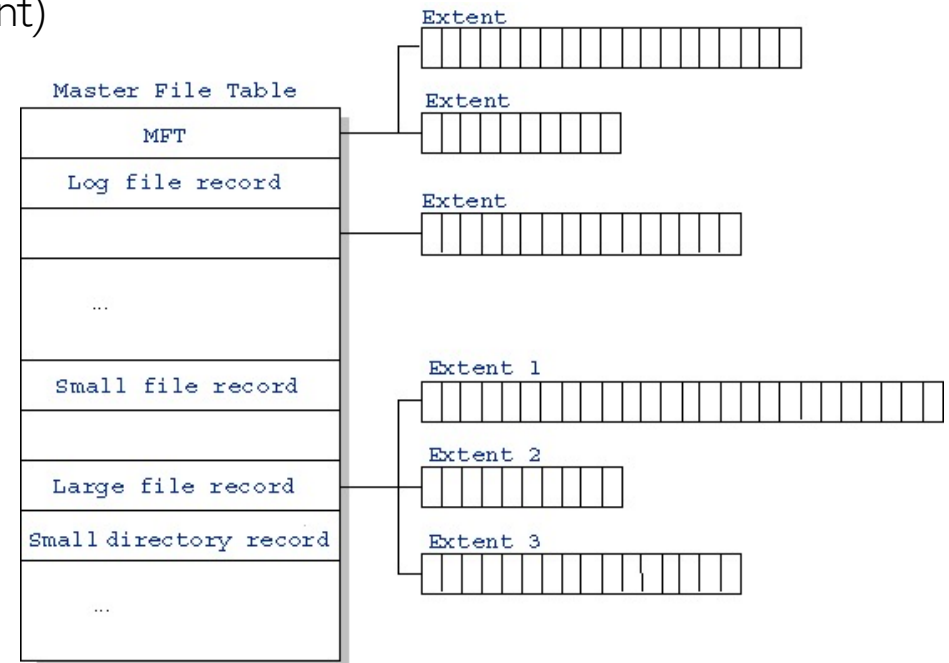 nt)
Master File Table
MFT
Log file record
...
Small file record
Large file record
Small directory record
...
Extent
Extent
Extent
Extent 1
Extent 2
Extent 3